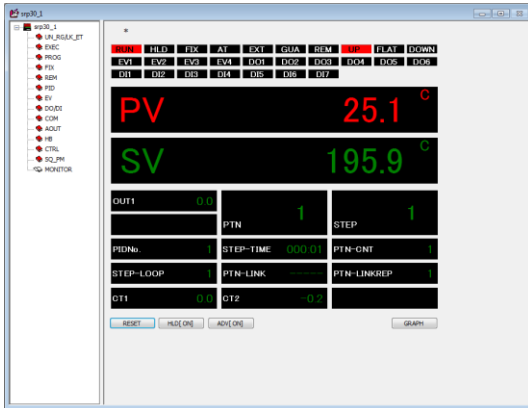 srp30_1
srp30_1
UN_RG/LK_ET
EXEC
PROG
FIX
REM
PID
EV
DO/DI
COM
AOUT
HB
CTRL
SQ_PM
MONITOR
*
RUN HLD FIX AT EXT GUA REM UP FLAT DOWN
EV1 EV2 EV3 EV4 DO1 DO2 DO3 DO4 DO5 DO6
DI1 DI2 DI3 DI4 DI5 DI6 DI7
PV 25.1 C
SV 195.9 C
OUT1 0.0
PTN 1
STEP 1
PIDNo. 1 STEP-TIME 000:01 PTN-CNT 1
STEP-LOOP 1 PTN-LINK ----- PTN-LINKREP 1
CT1 0.0 CT2 -0.2
RESET HLD[ ON] ADV[ ON] GRAPH